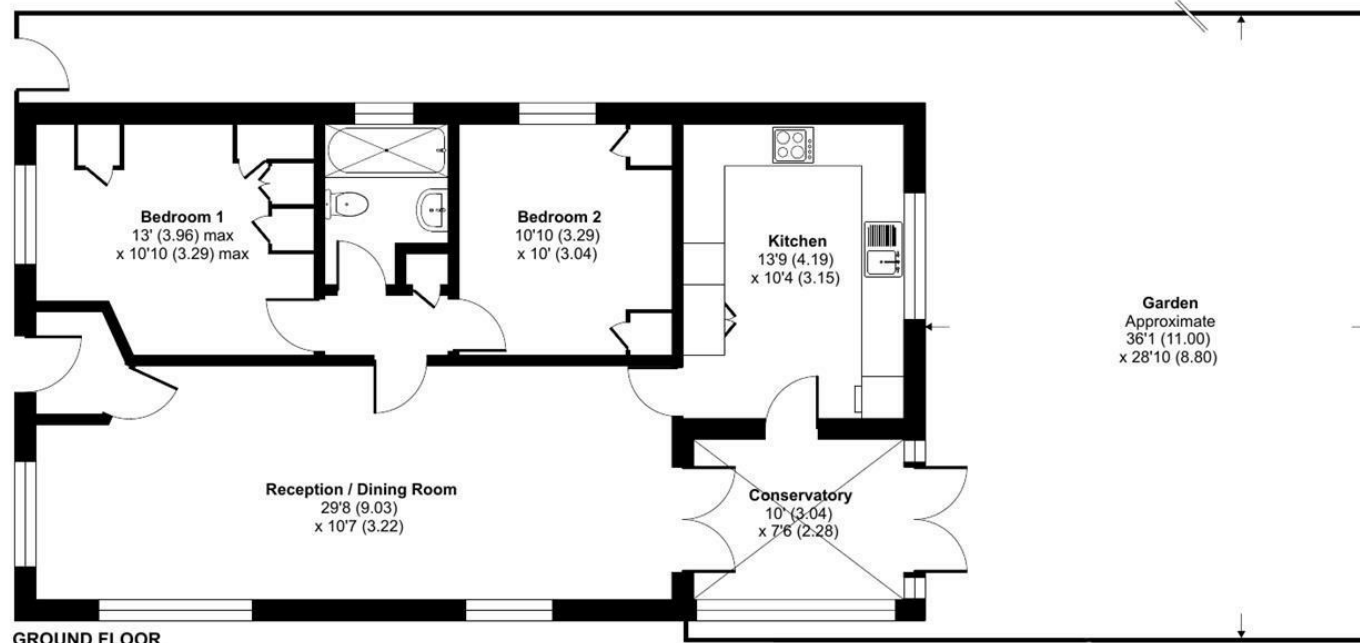 Bedroom 1
13' (3.96) max
x 10'10 (3.29) max
Bedroom 2
10'10 (3.29)
x 10' (3.04)
Kitchen
13'9 (4.19)
x 10'4 (3.15)
Garden
Approximate
36'1 (11.00)
x 28'10 (8.80)
Reception / Dining Room
29'8 (9.03)
x 10'7 (3.22)
Conservatory
10' (3.04)
x 7'6 (2.28)
GROUND FLOOR